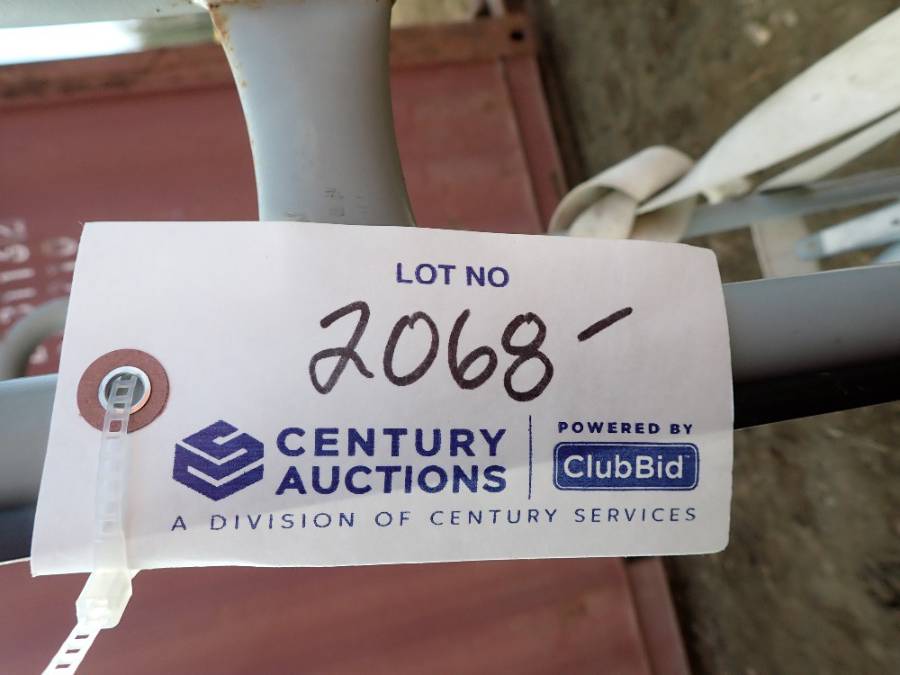 LOT NO
2068-
CENTURY
AUCTIONS
POWERED BY
ClubBid
A DIVISION OF CENTURY SERVICES